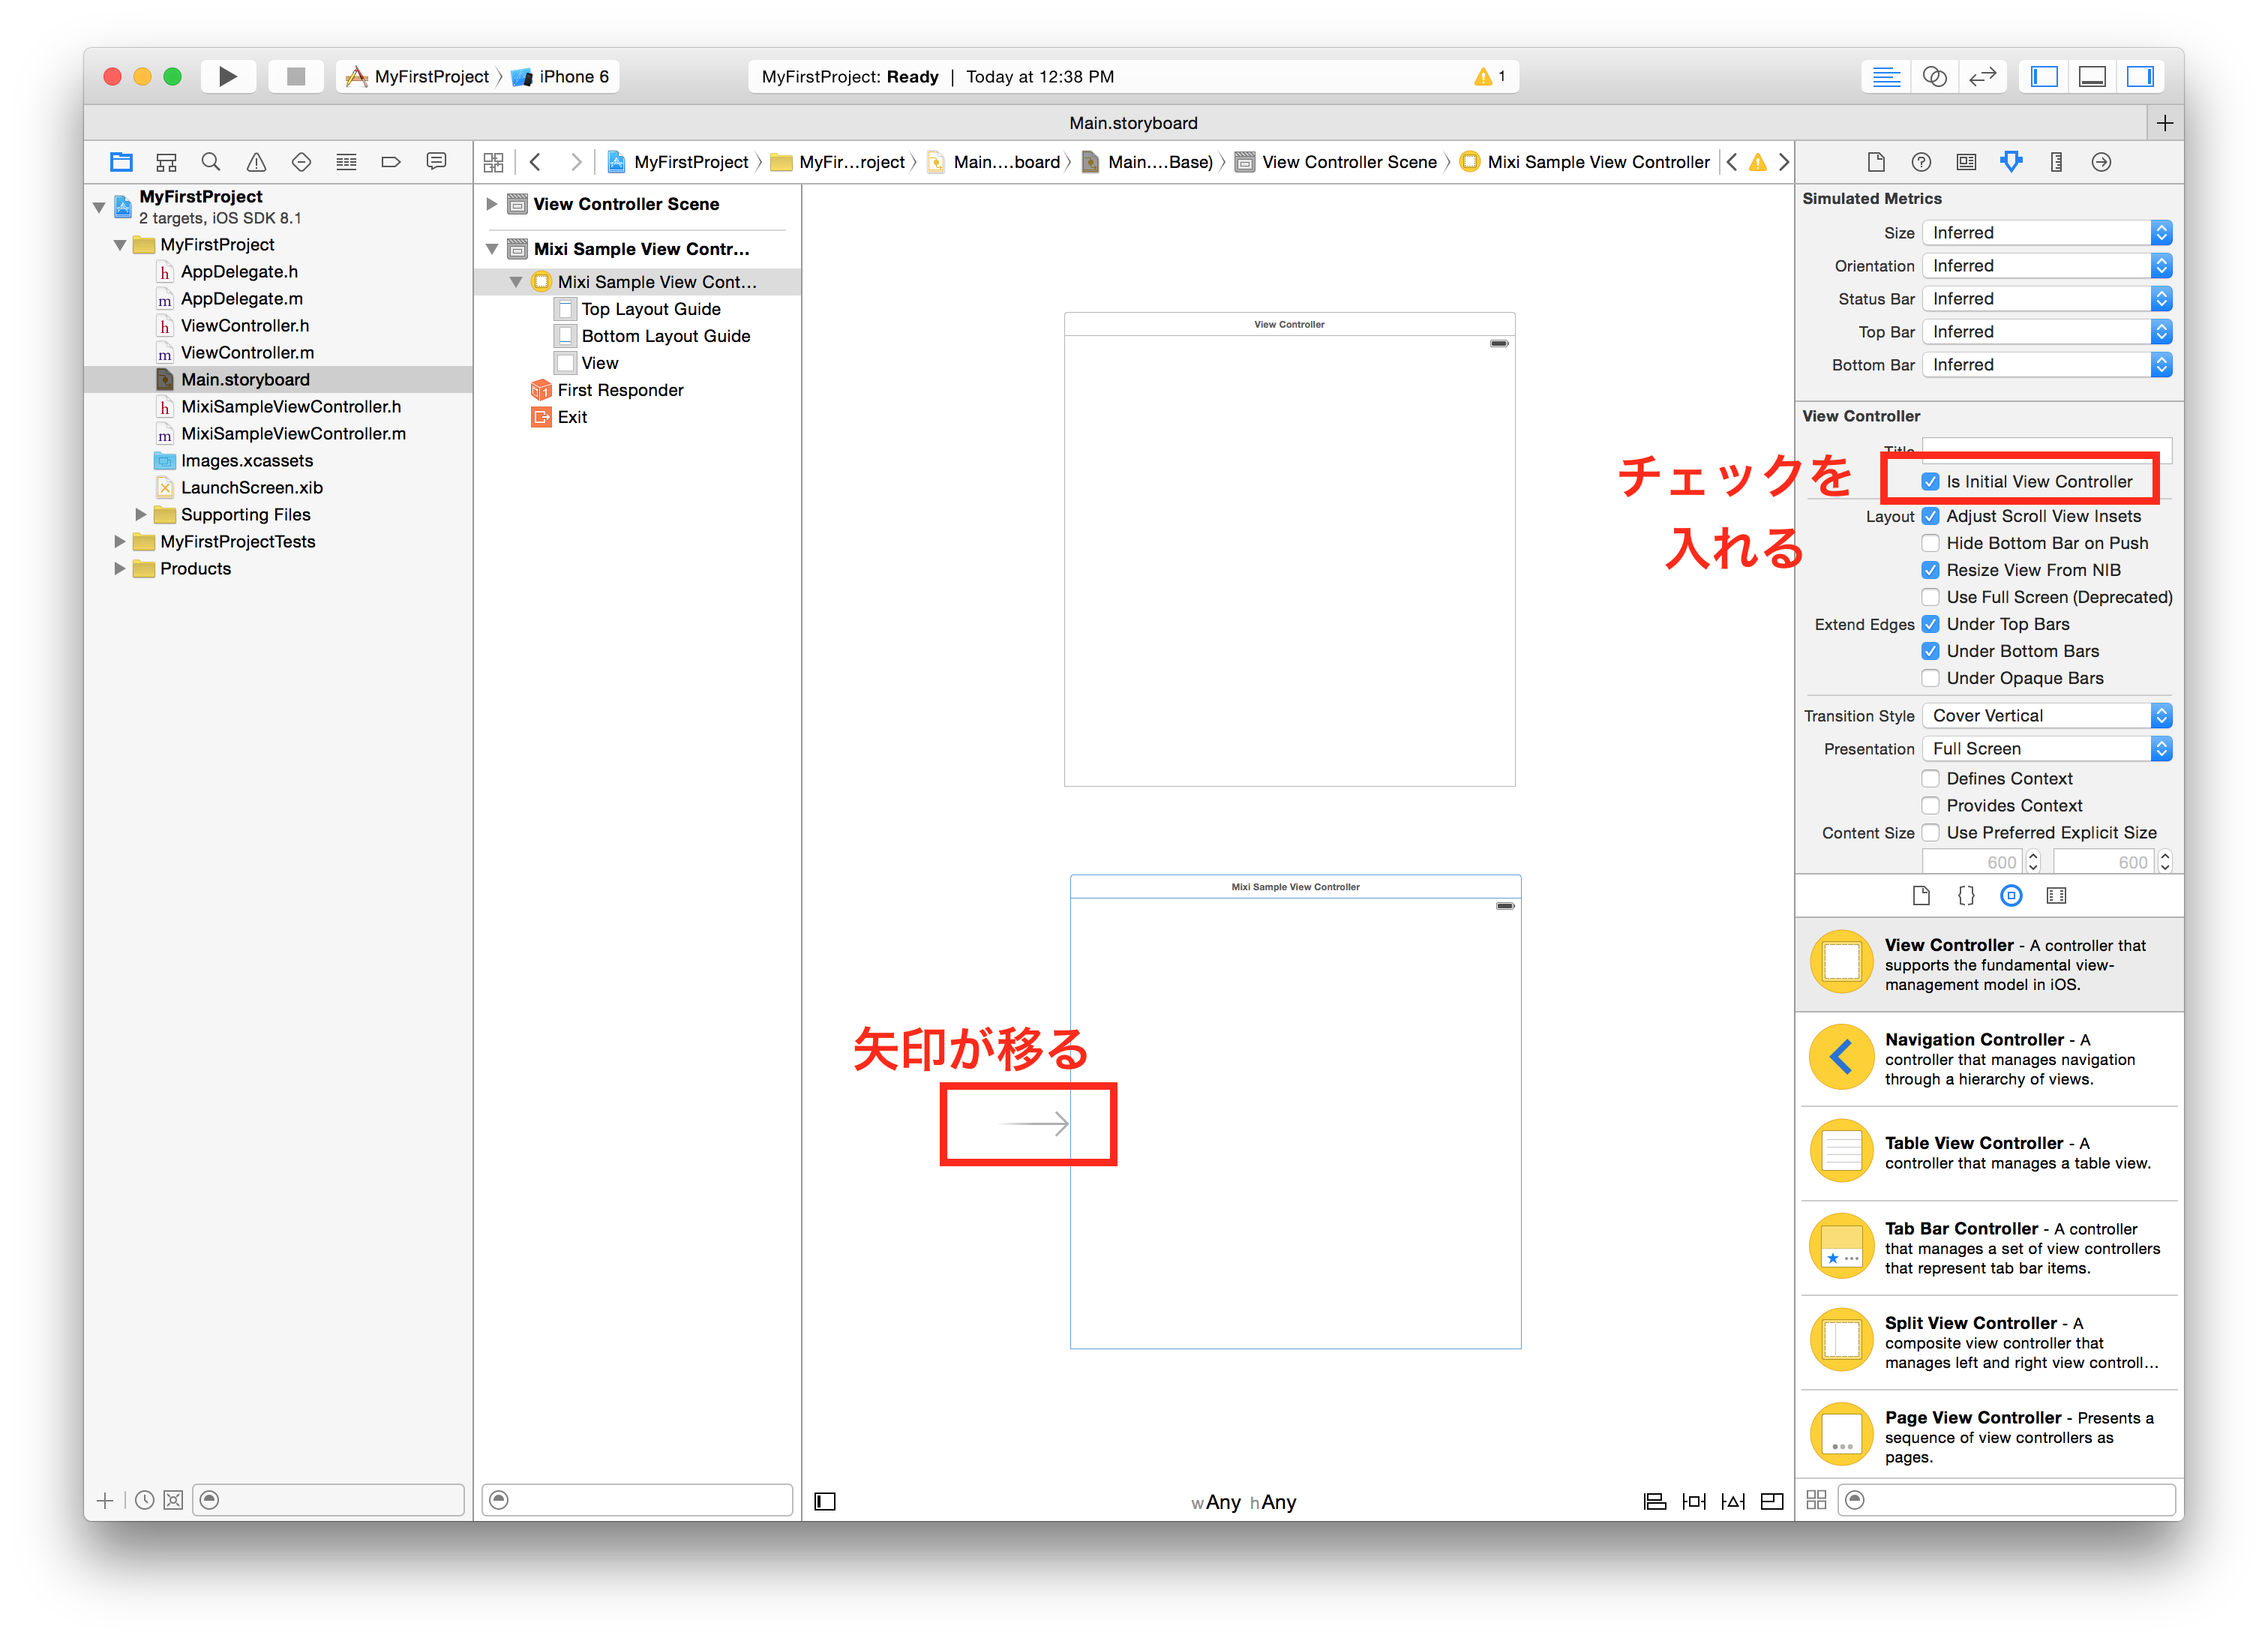 MyFirstProject iPhone 6
MyFirstProject: Ready | Today at 12:38 PM
1
Main.storyboard
MyFirstProject MyFir...roject Main....board Main....Base) View Controller Scene Mixi Sample View Controller
MyFirstProject
2 targets, iOS SDK 8.1
MyFirstProject
AppDelegate.h
AppDelegate.m
ViewController.h
ViewController.m
Main.storyboard
MixiSampleViewController.h
MixiSampleViewController.m
Images.xcassets
LaunchScreen.xib
Supporting Files
MyFirstProjectTests
Products
View Controller Scene
Mixi Sample View Contr...
Mixi Sample View Cont...
Top Layout Guide
Bottom Layout Guide
View
First Responder
Exit
View Controller
Mixi Sample View Controller
矢印が移る
チェックを
入れる
wAny hAny
Simulated Metrics
Size Inferred
Orientation Inferred
Status Bar Inferred
Top Bar Inferred
Bottom Bar Inferred
View Controller
Title
Is Initial View Controller
Layout Adjust Scroll View Insets
Hide Bottom Bar on Push
Resize View From NIB
Use Full Screen (Deprecated)
Extend Edges Under Top Bars
Under Bottom Bars
Under Opaque Bars
Transition Style Cover Vertical
Presentation Full Screen
Defines Context
Provides Context
Content Size Use Preferred Explicit Size
600 600
View Controller - A controller that
supports the fundamental view-
management model in iOS.
Navigation Controller - A
controller that manages navigation
through a hierarchy of views.
Table View Controller - A
controller that manages a table view.
Tab Bar Controller - A controller
that manages a set of view controllers
that represent tab bar items.
Split View Controller - A
composite view controller that
manages left and right view controll...
Page View Controller - Presents a
sequence of view controllers as
pages.